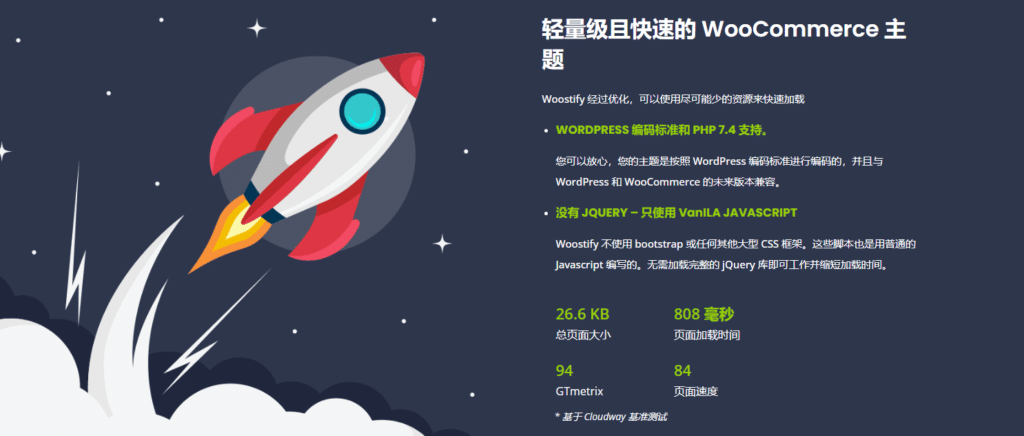 轻量级且快速的 WooCommerce 主
题
Woostify 经过优化，可以使用尽可能少的资源来快速加载
• WORDPRESS 编码标准和 PHP 7.4 支持。
您可以放心，您的主题是按照 WordPress 编码标准进行编码的，并且与
WordPress 和 WooCommerce 的未来版本兼容。
• 没有 JQUERY – 只使用 VanILA JAVASCRIPT
Woostify 不使用 bootstrap 或任何其他大型 CSS 框架。这些脚本也是用普通的
Javascript 编写的。无需加载完整的 jQuery 库即可工作并缩短加载时间。
26.6 KB 808 毫秒
总页面大小 页面加载时间
94 84
GTmetrix 页面速度
* 基于 Cloudway 基准测试